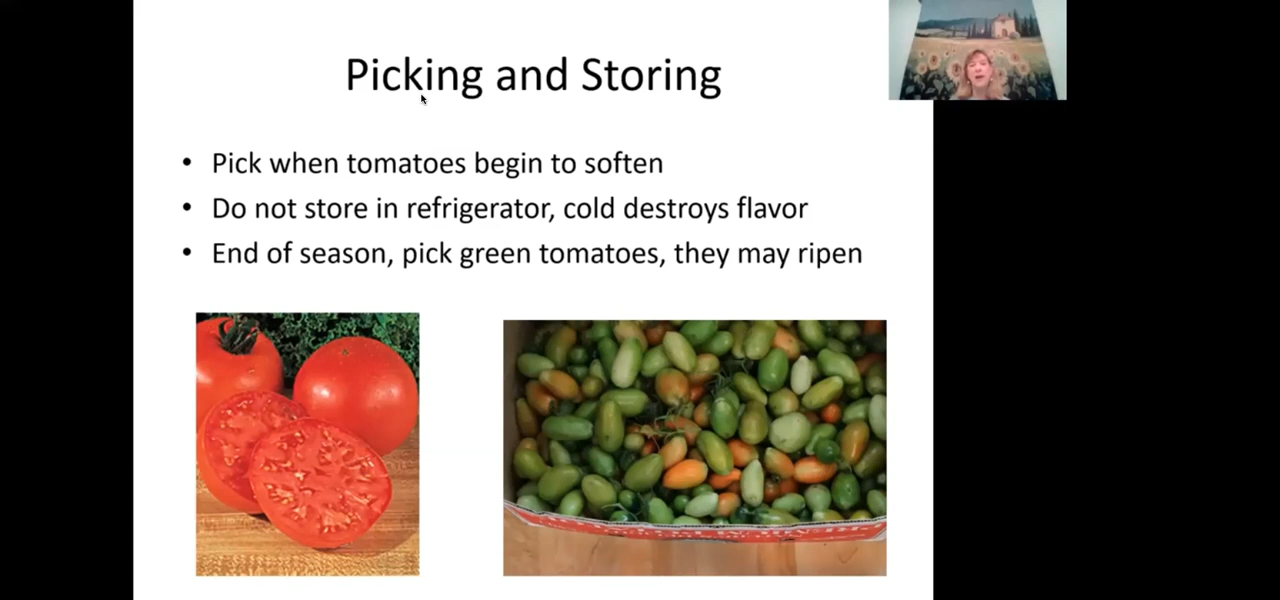 Picking and Storing
• Pick when tomatoes begin to soften
• Do not store in refrigerator, cold destroys flavor
• End of season, pick green tomatoes, they may ripen